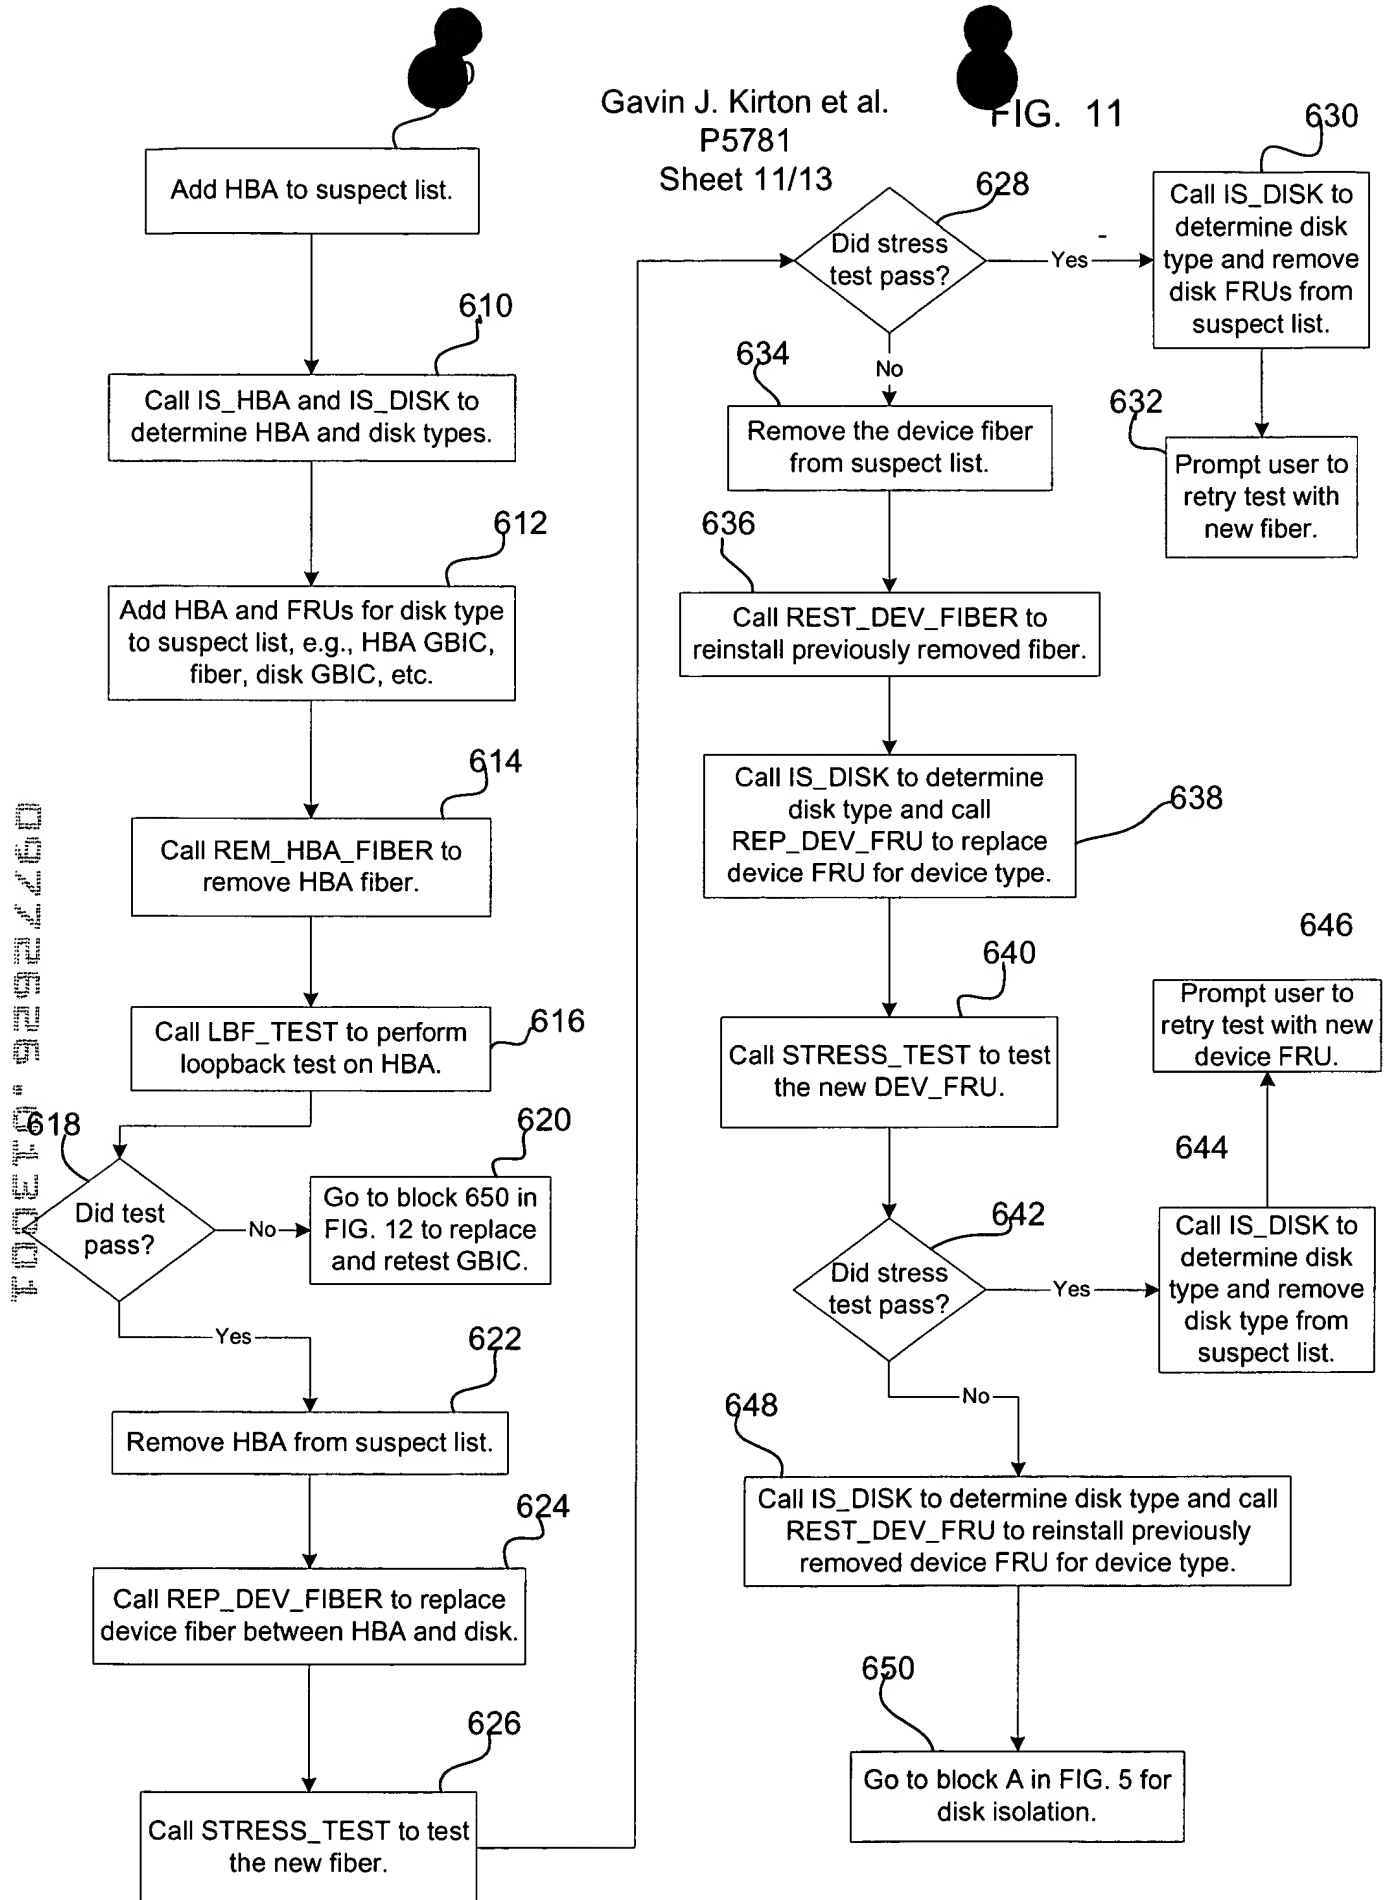 Gavin J. Kirton et al.
P5781
Sheet 11/13
FIG. 11
Add HBA to suspect list.
610
Call IS_HBA and IS_DISK to
determine HBA and disk types.
612
Add HBA and FRUs for disk type
to suspect list, e.g., HBA GBIC,
fiber, disk GBIC, etc.
614
Call REM_HBA_FIBER to
remove HBA fiber.
616
Call LBF_TEST to perform
loopback test on HBA.
618
Did test
pass?
No
620
Go to block 650 in
FIG. 12 to replace
and retest GBIC.
Yes
622
Remove HBA from suspect list.
624
Call REP_DEV_FIBER to replace
device fiber between HBA and disk.
626
Call STRESS_TEST to test
the new fiber.
628
Did stress
test pass?
Yes
630
Call IS_DISK to
determine disk
type and remove
disk FRUs from
suspect list.
632
Prompt user to
retry test with
new fiber.
No
634
Remove the device fiber
from suspect list.
636
Call REST_DEV_FIBER to
reinstall previously removed fiber.
638
Call IS_DISK to determine
disk type and call
REP_DEV_FRU to replace
device FRU for device type.
640
Call STRESS_TEST to test
the new DEV_FRU.
642
Did stress
test pass?
Yes
644
Call IS_DISK to
determine disk
type and remove
disk type from
suspect list.
646
Prompt user to
retry test with new
device FRU.
No
648
Call IS_DISK to determine disk type and call
REST_DEV_FRU to reinstall previously
removed device FRU for device type.
650
Go to block A in FIG. 5 for
disk isolation.
09772626.013001